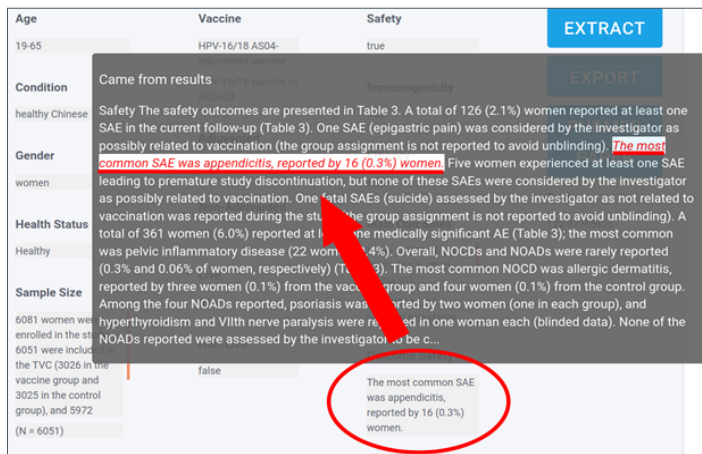 Age
Vaccine
Safety
EXTRACT
19-65
HPV-16/18 AS04-
adjuvanted vaccine
true
EXPORT
Came from results
Condition
Immunogenicity
healthy Chinese
Safety The safety outcomes are presented in Table 3. A total of 126 (2.1%) women reported at least one
SAE in the current follow-up (Table 3). One SAE (epigastric pain) was considered by the investigator as
possibly related to vaccination (the group assignment is not reported to avoid unblinding). The most
common SAE was appendicitis, reported by 16 (0.3%) women. Five women experienced at least one SAE
leading to premature study discontinuation, but none of these SAEs were considered by the investigator
as possibly related to vaccination. One fatal SAEs (suicide) assessed by the investigator as not related to
vaccination was reported during the the group assignment is not reported to avoid unblinding). A
total of 361 women (6.0%) reported at one medically significant AE (Table 3); the most common
was pelvic inflammatory disease (22 .4%). Overall, NOCDs and NOADs were rarely reported
(0.3% and 0.06% of women, respectively) 3). The most common NOCD was allergic dermatitis,
reported by three women (0.1%) from the group and four women (0.1%) from the control group.
Among the four NOADs reported, psoriasis by two women (one in each group), and
hyperthyroidism and VIIth nerve paralysis were in one woman each (blinded data). None of the
NOADs reported were assessed by the investigator to be c...
Gender
women
Health Status
Healthy
Sample Size
6081 women
enrolled in the
6051 were
the TVC (3026 in the
vaccine group and
3025 in the control
group), and 5972
(N = 6051)
false
Outcome Safety
The most common SAE
was appendicitis,
reported by 16 (0.3%)
women.